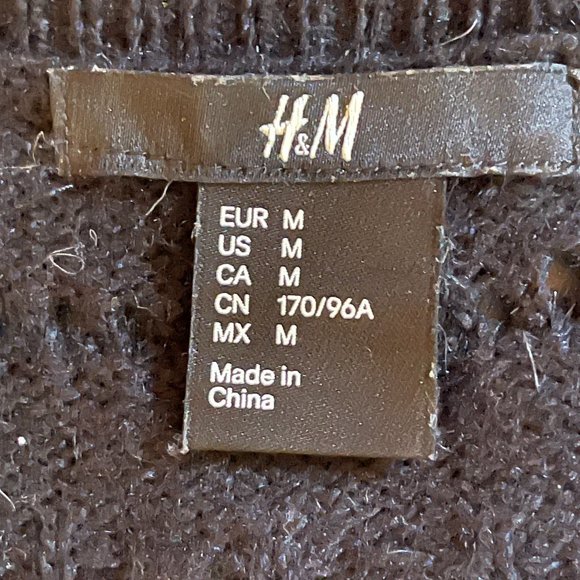 H&M
EUR M
US M
CA M
CN 170/96A
MX M
Made in
China